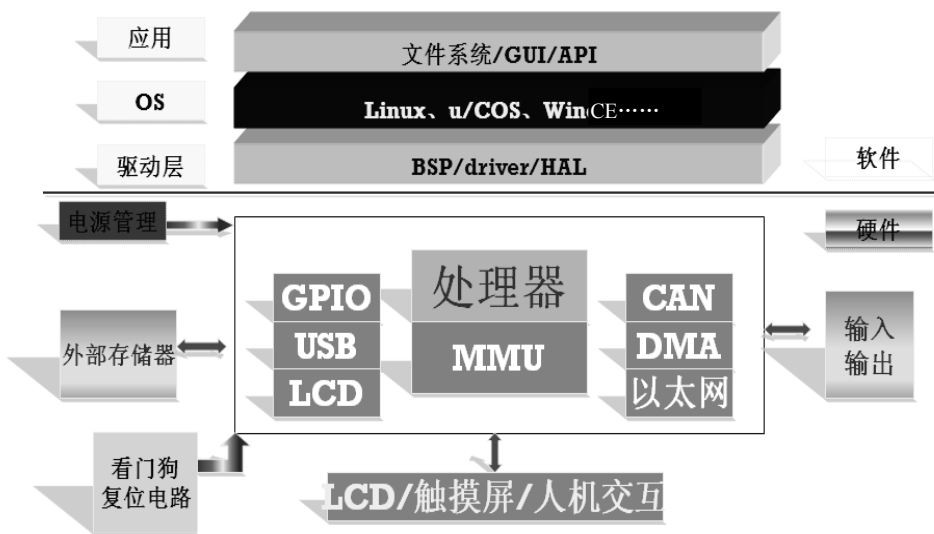 应用
文件系统/GUI/API
OS
Linux、u/COS、WinCE……
驱动层
BSP/driver/HAL
软件
电源管理
硬件
GPIO
处理器
CAN
USB
MMU
DMA
LCD
以太网
外部存储器
输入
输出
看门狗
复位电路
LCD/触摸屏/人机交互